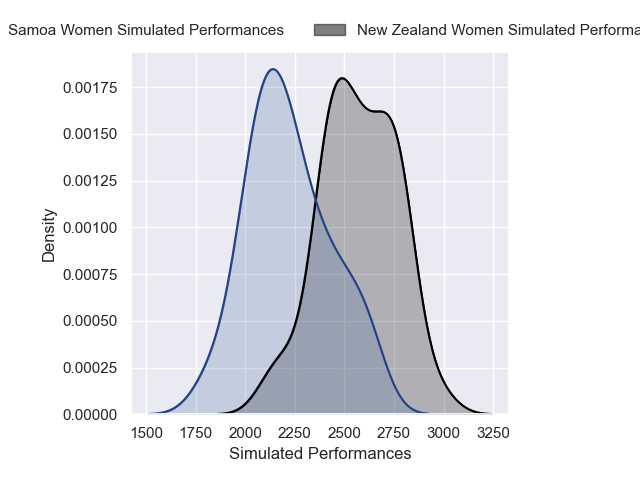 Samoa Women Simulated Performances
New Zealand Women Simulated Performa
0.00175
0.00150
0.00125
0.00100
0.00075
0.00050
0.00025
0.00000
Density
1500 1750 2000 2250 2500 2750 3000 3250
Simulated Performances